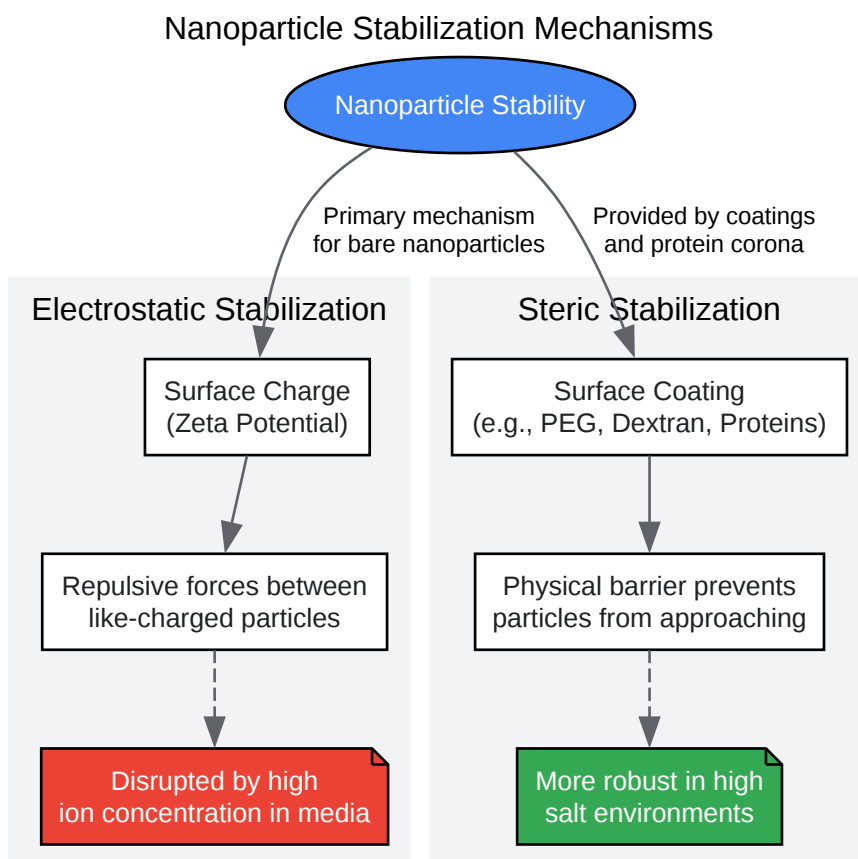 Nanoparticle Stabilization Mechanisms
Nanoparticle Stability
Primary mechanism
for bare nanoparticles
Provided by coatings
and protein corona
Electrostatic Stabilization
Surface Charge
(Zeta Potential)
Repulsive forces between
like-charged particles
Disrupted by high
ion concentration in media
Steric Stabilization
Surface Coating
(e.g., PEG, Dextran, Proteins)
Physical barrier prevents
particles from approaching
More robust in high
salt environments